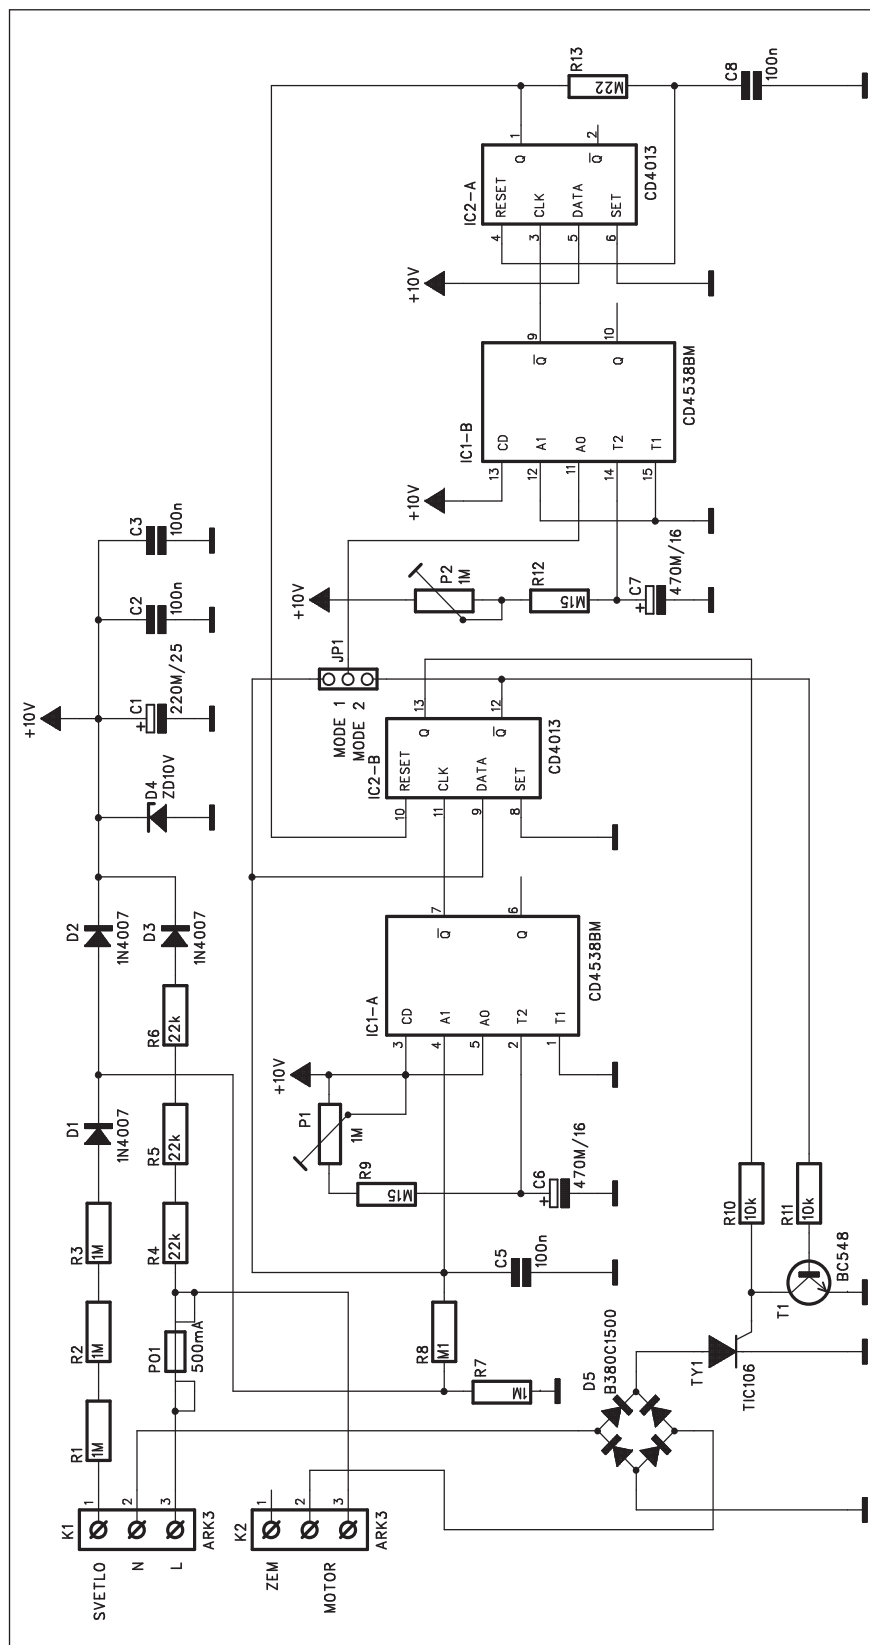 K1
SVETLO
N
L
1
2
3
ARK3
R1
1M
R2
1M
R3
1M
D1
1N4007
D2
1N4007
PO1
500mA
R4
22k
R5
22k
R6
22k
D3
1N4007
D4
ZD10V
+10V
C1
220M/25
C2
100n
C3
100n
K2
ZEM
MOTOR
1
2
3
ARK3
R7
1M
R8
M1
C5
100n
R9
M15
P1
1M
+10V
C6
470M/16
IC1-A
3
CD
4
A1
5
A0
2
T2
1
T1
7
Q
6
Q
CD4538BM
IC2-B
10
RESET
11
CLK
9
DATA
8
SET
13
Q
12
Q
CD4013
MODE 1
MODE 2
JP1
+10V
P2
1M
R12
M15
C7
470M/16
+10V
IC1-B
13
CD
12
A1
11
A0
14
T2
15
T1
9
Q
10
Q
CD4538BM
+10V
IC2-A
4
RESET
3
CLK
5
DATA
6
SET
1
Q
2
Q
CD4013
R13
M22
C8
100n
D5
B380C1500
TY1
TIC106
T1
BC548
R10
10k
R11
10k